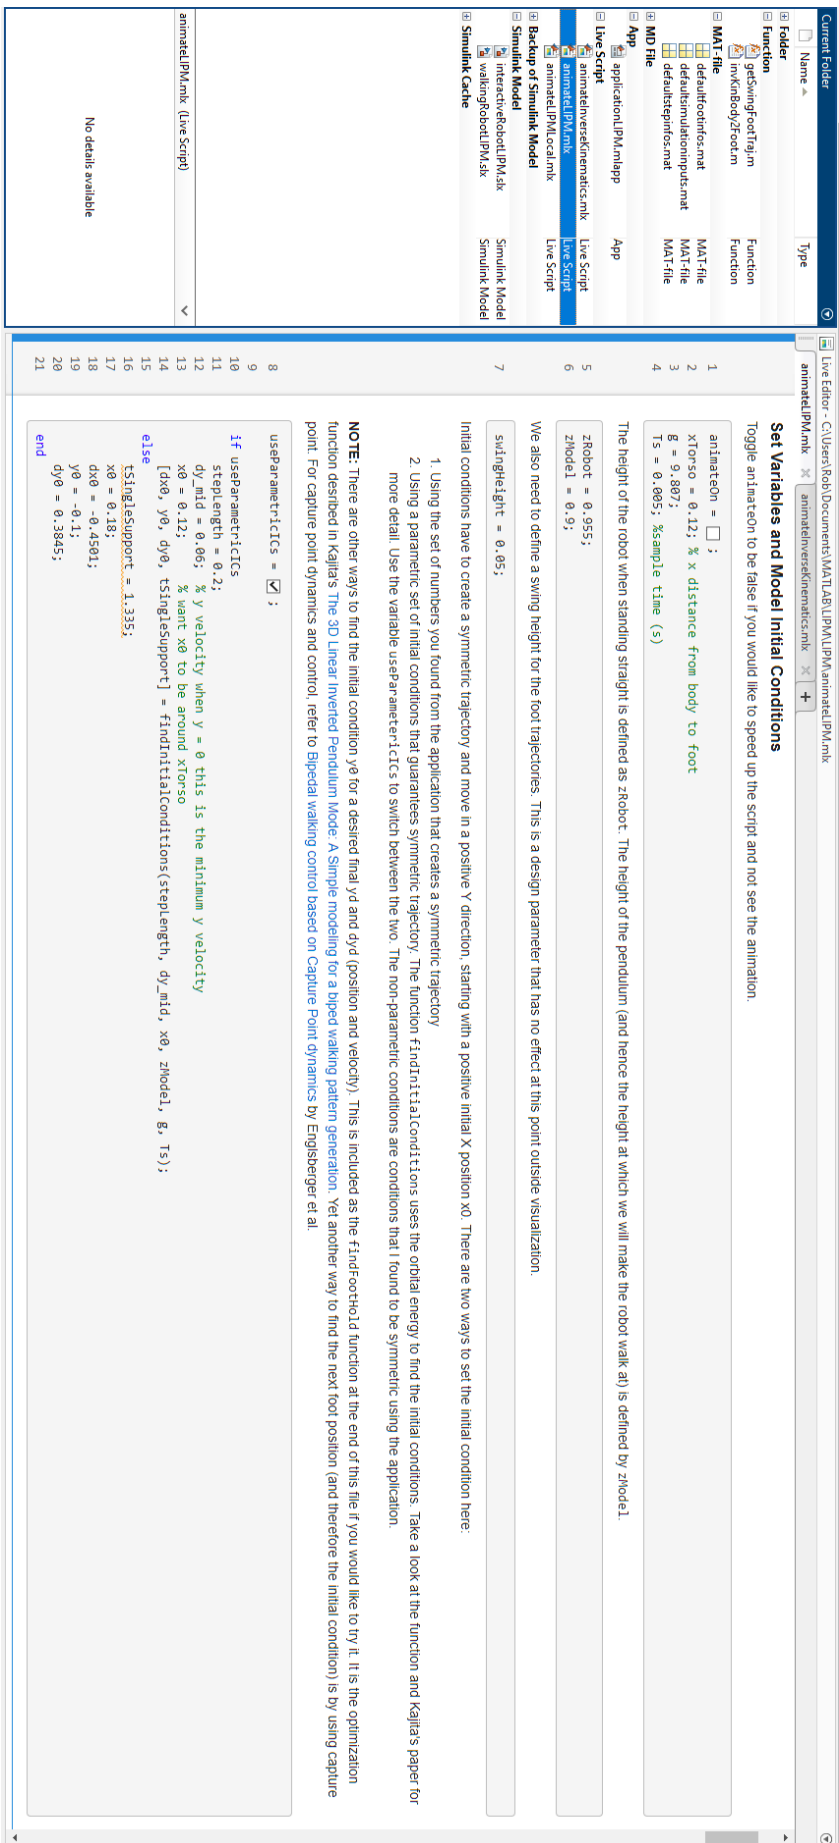 Current Folder
Name
Type
Folder
Function
getSwingFootTraj.m Function
invKinBody2Foot.m Function
MAT-file
defaultfootinfos.mat MAT-file
defaultsimulationinputs.mat MAT-file
defaultstepinfos.mat MAT-file
MD File
App
applicationLIPM.mlapp App
Live Script
animateInverseKinematics.mlx Live Script
animateLIPM.mlx Live Script
animateLIPMLocal.mlx Live Script
Backup of Simulink Model
Simulink Model
interactiveRobotLIPM.slx Simulink Model
walkingRobotLIPM.slx Simulink Model
Simulink Cache
animateLIPM.mlx (Live Script)
No details available
Live Editor - C:\Users\Rob\Documents\MATLAB\LIPM\LIPM\animateLIPM.mlx
animateLIPM.mlx × animateInverseKinematics.mlx × +
Set Variables and Model Initial Conditions
Toggle animateOn to be false if you would like to speed up the script and not see the animation.
1 animateOn = ;
2 xTorso = 0.12; % x distance from body to foot
3 g = 9.807;
4 Ts = 0.005; %sample time (s)
The height of the robot when standing straight is defined as zRobot. The height of the pendulum (and hence the height at which we will make the robot walk at) is defined by zModel.
5 zRobot = 0.955;
6 zModel = 0.9;
We also need to define a swing height for the foot trajectories. This is a design parameter that has no effect at this point outside visualization.
7 swingHeight = 0.05;
Initial conditions have to create a symmetric trajectory and move in a positive Y direction, starting with a positive initial X position x0. There are two ways to set the initial condition here:
1. Using the set of numbers you found from the application that creates a symmetric trajectory
2. Using a parametric set of initial conditions that guarantees symmetric trajectory. The function findInitialConditions uses the orbital energy to find the initial conditions. Take a look at the function and Kajita's paper for
more detail. Use the variable useParametericICs to switch between the two. The non-parametric conditions are conditions that I found to be symmetric using the application.
NOTE: There are other ways to find the initial condition y0 for a desired final yd and dyd (position and velocity). This is included as the findFootHold function at the end of this file if you would like to try it. It is the optimization
function desribed in Kajita's The 3D Linear Inverted Pendulum Mode: A Simple modeling for a biped walking pattern generation. Yet another way to find the next foot position (and therefore the initial condition) is by using capture
point. For capture point dynamics and control, refer to Bipedal walking control based on Capture Point dynamics by Englsberger et al.
8 useParametricICs = ;
9
10 if useParametricICs
11 stepLength = 0.2;
12 dy_mid = 0.06; % y velocity when y = 0 this is the minimum y velocity
13 x0 = 0.12; % want x0 to be around xTorso
14 [dx0, y0, dy0, tSingleSupport] = findInitialConditions(stepLength, dy_mid, x0, zModel, g, Ts);
15 else
16 tSingleSupport = 1.335;
17 x0 = 0.18;
18 dx0 = -0.4501;
19 y0 = -0.1;
20 dy0 = 0.3845;
21 end